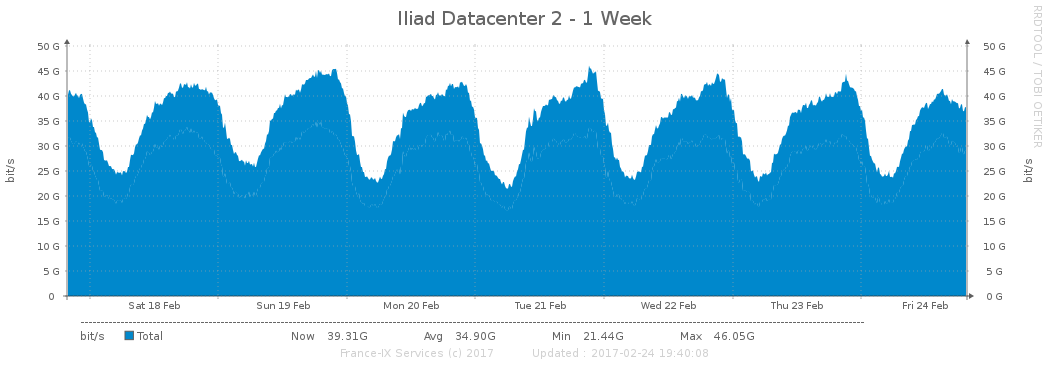 Iliad Datacenter 2 - 1 Week
RRDTOOL / TOBI OETIKER
50 G 50 G
45 G 45 G
40 G 40 G
35 G 35 G
30 G 30 G
25 G 25 G
20 G 20 G
15 G 15 G
10 G 10 G
5 G 5 G
0 0 G
bit/s
bit/s
Sat 18 Feb Sun 19 Feb Mon 20 Feb Tue 21 Feb Wed 22 Feb Thu 23 Feb Fri 24 Feb
bit/s Total Now 39.31G Avg 34.90G Min 21.44G Max 46.05G
France-IX Services (c) 2017 Updated : 2017-02-24 19:40:08